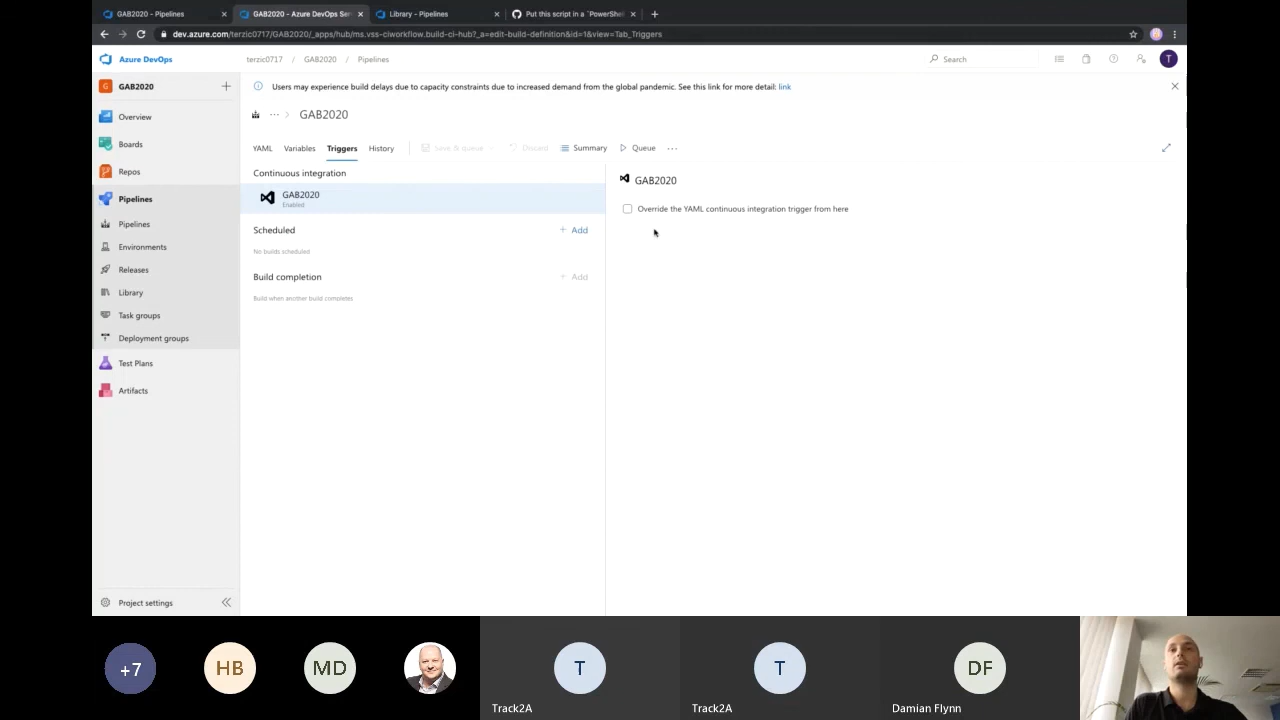 GAB2020 - Pipelines
GAB2020 - Azure DevOps Ser
Library - Pipelines
Put this script in a `PowerShel
dev.azure.com/terzic0717/GAB2020/_apps/hub/ms.vss-ciworkflow.build-ci-hub?_a=edit-build-definition&id=1&view=Tab_Triggers
Azure DevOps
terzic0717 / GAB2020 / Pipelines
Search
T
G GAB2020
Users may experience build delays due to capacity constraints due to increased demand from the global pandemic. See this link for more detail: link
Overview
Boards
Repos
Pipelines
Pipelines
Environments
Releases
Library
Task groups
Deployment groups
Test Plans
Artifacts
Project settings
... > GAB2020
YAML Variables Triggers History Save & queue Discard Summary Queue ...
Continuous integration
GAB2020
Enabled
Scheduled + Add
No builds scheduled
Build completion + Add
Build when another build completes
GAB2020
Override the YAML continuous integration trigger from here
+7
HB
MD
T
Track2A
T
Track2A
DF
Damian Flynn